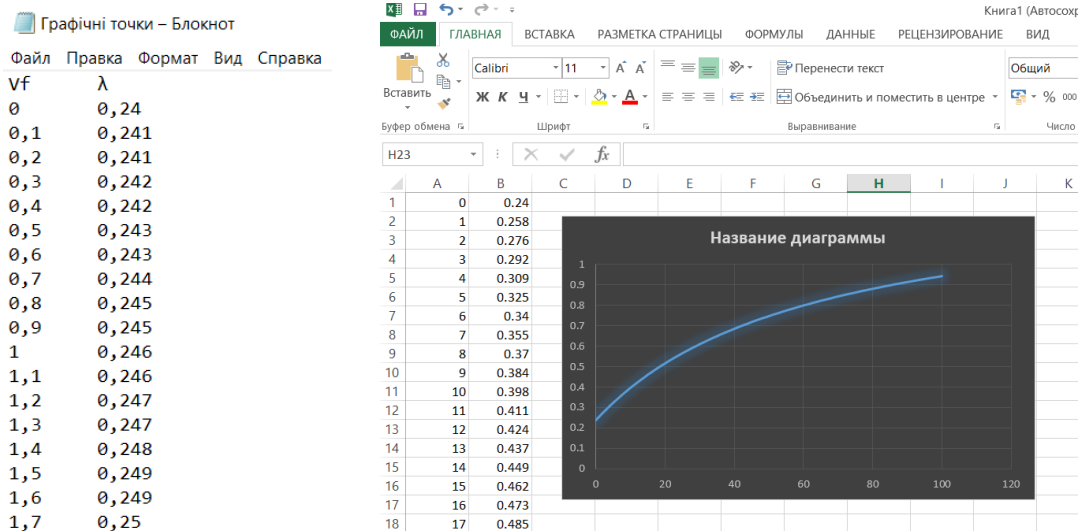 Графічні точки – Блокнот
Файл Правка Формат Вид Справка
Vf λ
0 0,24
0,1 0,241
0,2 0,241
0,3 0,242
0,4 0,242
0,5 0,243
0,6 0,243
0,7 0,244
0,8 0,245
0,9 0,245
1 0,246
1,1 0,246
1,2 0,247
1,3 0,247
1,4 0,248
1,5 0,249
1,6 0,249
1,7 0,25
Книга1 (Автосохр
ФАЙЛ ГЛАВНАЯ ВСТАВКА РАЗМЕТКА СТРАНИЦЫ ФОРМУЛЫ ДАННЫЕ РЕЦЕНЗИРОВАНИЕ ВИД
Calibri 11 Перенести текст Общий
Вставить
Ж К Ч Объединить и поместить в центре % 000
Буфер обмена Шрифт Выравнивание Число
H23 fx
A B C D E F G H I J K
1 0 0.24
2 1 0.258
3 2 0.276
4 3 0.292
5 4 0.309
6 5 0.325
7 6 0.34
8 7 0.355
9 8 0.37
10 9 0.384
11 10 0.398
12 11 0.411
13 12 0.424
14 13 0.437
15 14 0.449
16 15 0.462
17 16 0.473
18 17 0.485
Название диаграммы
1
0.9
0.8
0.7
0.6
0.5
0.4
0.3
0.2
0.1
0
0 20 40 60 80 100 120